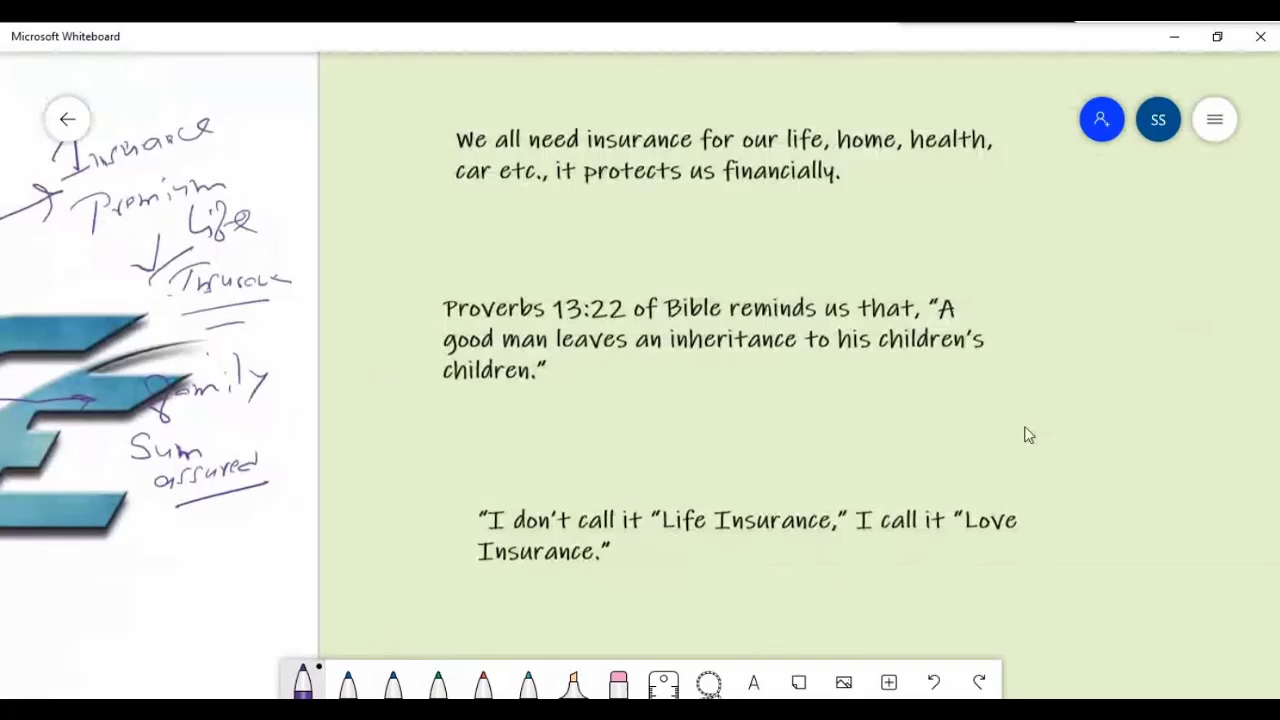 Microsoft Whiteboard
Insurance
Premium
Life
family
Sum
assured
We all need insurance for our life, home, health,
car etc., it protects us financially.
Proverbs 13:22 of Bible reminds us that, “A
good man leaves an inheritance to his children’s
children.”
“I don’t call it “Life Insurance,” I call it “Love
Insurance.”
SS
A